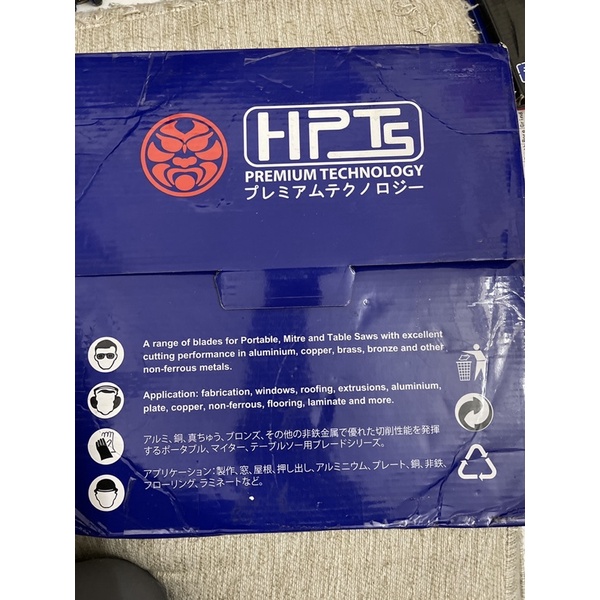 HPTs
PREMIUM TECHNOLOGY
プレミアムテクノロジー
A range of blades for Portable, Mitre and Table Saws with excellent
cutting performance in aluminium, copper, brass, bronze and other
non-ferrous metals.
Application: fabrication, windows, roofing, extrusions, aluminium,
plate, copper, non-ferrous, flooring, laminate and more.
アルミ、銅、真ちゅう、ブロンズ、その他の非鉄金属で優れた切削性能を発揮
するポータブル、マイター、テーブルソー用ブレードシリーズ。
アプリケーション：製作、窓、屋根、押し出し、アルミニウム、プレート、銅、非鉄、
フローリング、ラミネートなど。